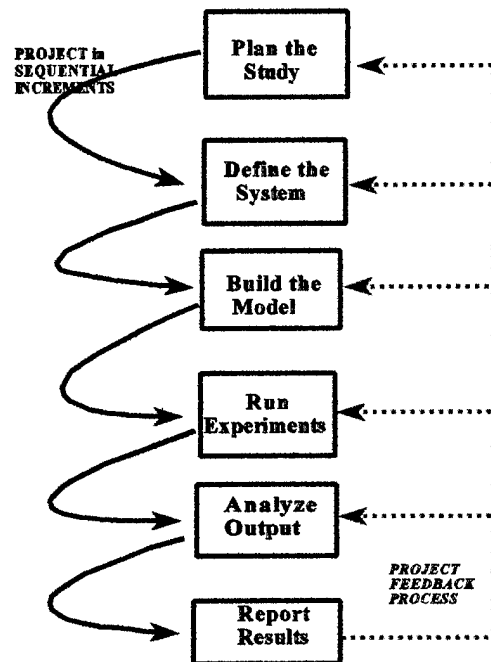 PROJECT in
SEQUENTIAL
INCREMENTS
Plan the
Study
Define the
System
Build the
Model
Run
Experiments
Analyze
Output
PROJECT
FEEDBACK
PROCESS
Report
Results